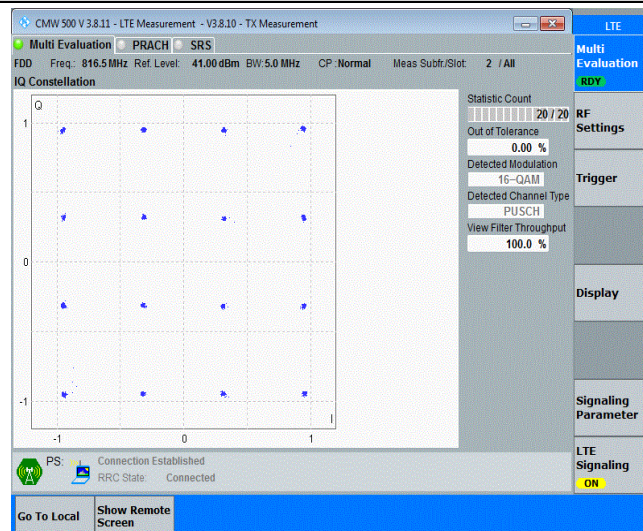 CMW 500 V 3.8.11 - LTE Measurement - V3.8.10 - TX Measurement
LTE
Multi Evaluation PRACH SRS
Multi
Evaluation
RDY
FDD Freq.: 816.5 MHz Ref. Level: 41.00 dBm BW: 5.0 MHz CP: Normal Meas Subfr./Slot: 2 / All
IQ Constellation
Q
1
0
-1
-1
0
1
I
Statistic Count
20 / 20
Out of Tolerance
0.00 %
Detected Modulation
16-QAM
Detected Channel Type
PUSCH
View Filter Throughput
100.0 %
RF
Settings
Trigger
Display
Signaling
Parameter
LTE
Signaling
ON
PS: Connection Established
RRC State: Connected
Go To Local
Show Remote
Screen